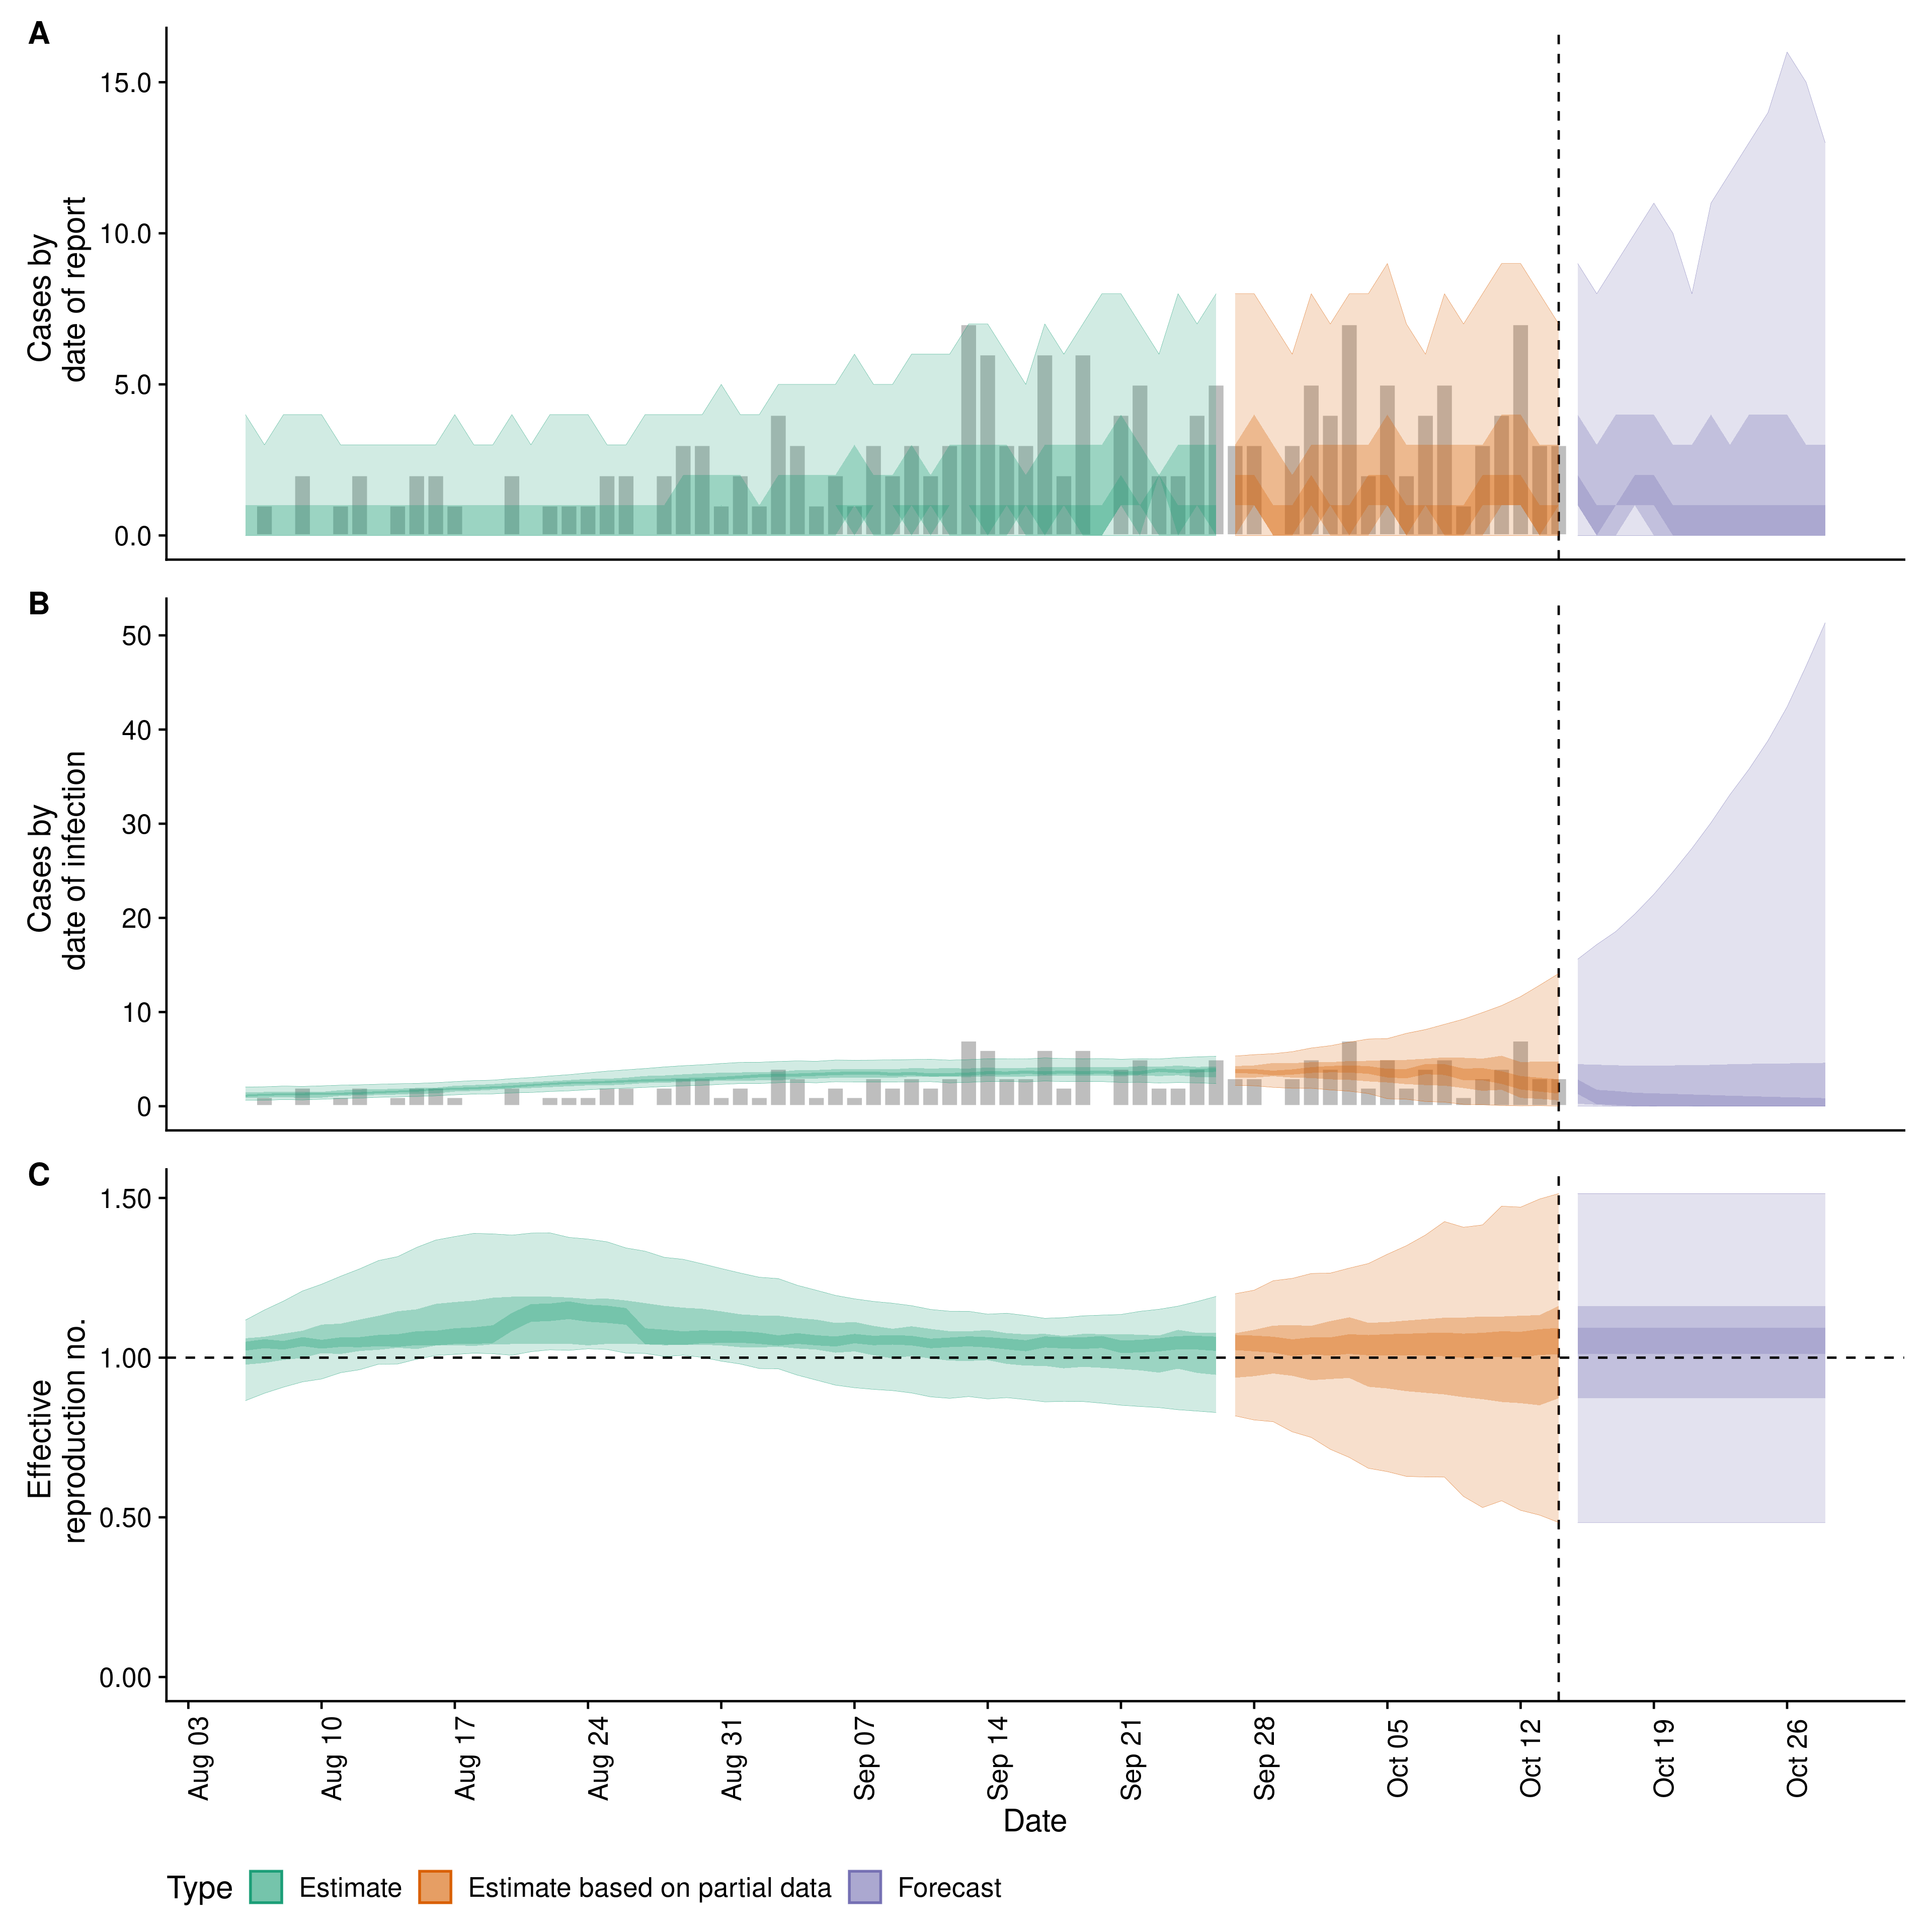 A
Cases by
date of report
15.0
10.0
5.0
0.0
B
Cases by
date of infection
50
40
30
20
10
0
C
Effective
reproduction no.
1.50
1.00
0.50
0.00
Aug 03
Aug 10
Aug 17
Aug 24
Aug 31
Sep 07
Sep 14
Sep 21
Sep 28
Oct 05
Oct 12
Oct 19
Oct 26
Date
Type Estimate Estimate based on partial data Forecast